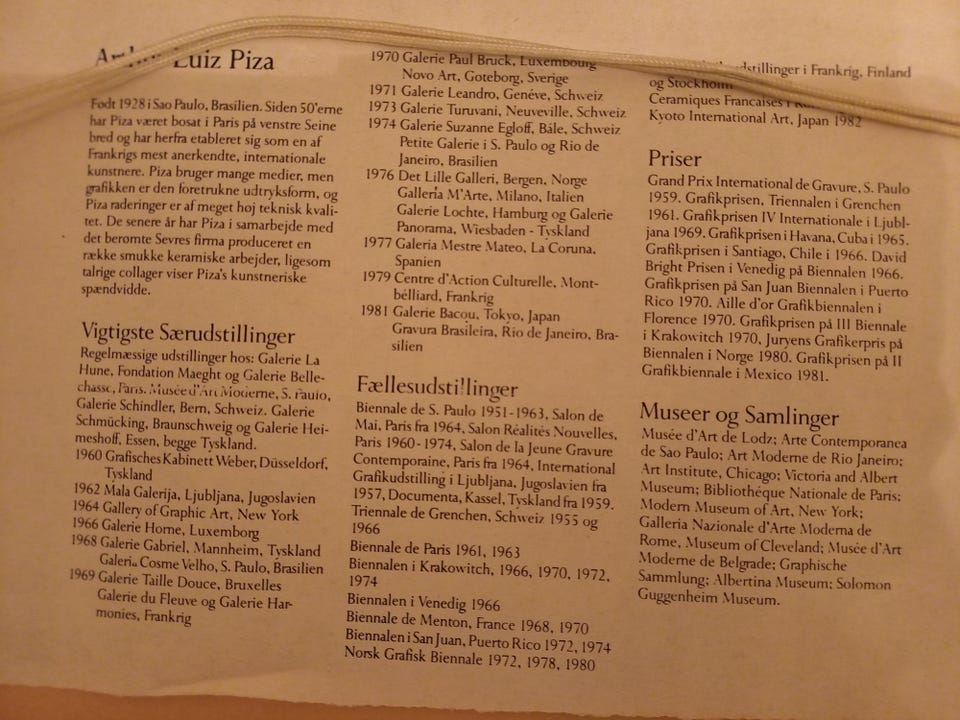 Luiz Piza
Født 1928 i Sao Paulo, Brasilien. Siden 50'erne
har Piza været bosat i Paris på venstre Seine
bred og har herfra etableret sig som en af
Frankrigs mest anerkendte, internationale
kunstnere. Piza bruger mange medier, men
grafikken er den foretrukne udtryksform, og
Piza raderinger er af meget høj teknisk kvali-
tet. De senere år har Piza i samarbejde med
det berømte Sevres firma produceret en
række smukke keramiske arbejder, ligesom
talrige collager viser Piza's kunstneriske
spændvidde.
Vigtigste Særudstillinger
Regelmæssige udstillinger hos: Galerie La
Hune, Fondation Maeght og Galerie Belle-
chasse, Paris. Musée d'Art Moderne, S. Paulo,
Galerie Schindler, Bern, Schweiz. Galerie
Schmücking, Braunschweig og Galerie Hei-
meshoff, Essen, begge Tyskland.
1960 Grafisches Kabinett Weber, Düsseldorf,
Tyskland
1962 Mala Galerija, Ljubljana, Jugoslavien
1964 Gallery of Graphic Art, New York
1966 Galerie Horne, Luxemborg
1968 Galerie Gabriel, Mannheim, Tyskland
Galeria Cosme Velho, S. Paulo, Brasilien
1969 Galerie Taille Douce, Bruxelles
Galerie du Fleuve og Galerie Har-
monies, Frankrig
1970 Galerie Paul Bruck, Luxembourg
Novo Art, Goteborg, Sverige
1971 Galerie Leandro, Genéve, Schweiz
1973 Galerie Turuvani, Neuveville, Schweiz
1974 Galerie Suzanne Egloff, Bâle, Schweiz
Petite Galerie i S. Paulo og Rio de
Janeiro, Brasilien
1976 Det Lille Galleri, Bergen, Norge
Galleria M'Arte, Milano, Italien
Galerie Lochte, Hamburg og Galerie
Panorama, Wiesbaden - Tyskland
1977 Galeria Mestre Mateo, La Coruna,
Spanien
1979 Centre d'Action Culturelle, Mont-
bélliard, Frankrig
1981 Galerie Bacou, Tokyo, Japan
Gravura Brasileira, Rio de Janeiro, Bra-
silien
Fællesudstillinger
Biennale de S. Paulo 1951-1963, Salon de
Mai, Paris fra 1964, Salon Réalités Nouvelles,
Paris 1960-1974, Salon de la Jeune Gravure
Contemporaine, Paris fra 1964, International
Grafikudstilling i Ljubljana, Jugoslavien fra
1957, Documenta, Kassel, Tyskland fra 1959.
Triennale de Grenchen, Schweiz 1955 og
1966
Biennale de Paris 1961, 1963
Biennalen i Krakowitch, 1966, 1970, 1972,
1974
Biennalen i Venedig 1966
Biennale de Menton, France 1968, 1970
Biennalen i San Juan, Puerto Rico 1972, 1974
Norsk Grafisk Biennale 1972, 1978, 1980
i Frankrig, Finland
og Stockholm
Ceramiques Francaises i
Kyoto International Art, Japan 1982
Priser
Grand Prix International de Gravure, S. Paulo
1959. Grafikprisen, Triennalen i Grenchen
1961. Grafikprisen IV Internationale i Ljubl-
jana 1969. Grafikprisen i Havana, Cuba i 1965.
Grafikprisen i Santiago, Chile i 1966. David
Bright Prisen i Venedig på Biennalen 1966.
Grafikprisen på San Juan Biennalen i Puerto
Rico 1970. Aille d'or Grafikbiennalen i
Florence 1970. Grafikprisen på III Biennale
i Krakowitch 1970, Juryens Grafikerpris på
Biennalen i Norge 1980. Grafikprisen på II
Grafikbiennale i Mexico 1981.
Museer og Samlinger
Musée d'Art de Lodz; Arte Contemporanea
de Sao Paulo; Art Moderne de Rio Janeiro;
Art Institute, Chicago; Victoria and Albert
Museum; Bibliothéque Nationale de Paris;
Modern Museum of Art, New York;
Galleria Nazionale d'Arte Moderna de
Rome, Museum of Cleveland; Musée d'Art
Moderne de Belgrade; Graphische
Sammlung; Albertina Museum; Solomon
Guggenheim Museum.